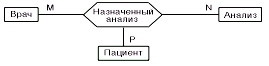 М
N
Врач
Назначенный
анализ
Анализ
Р
Пациент